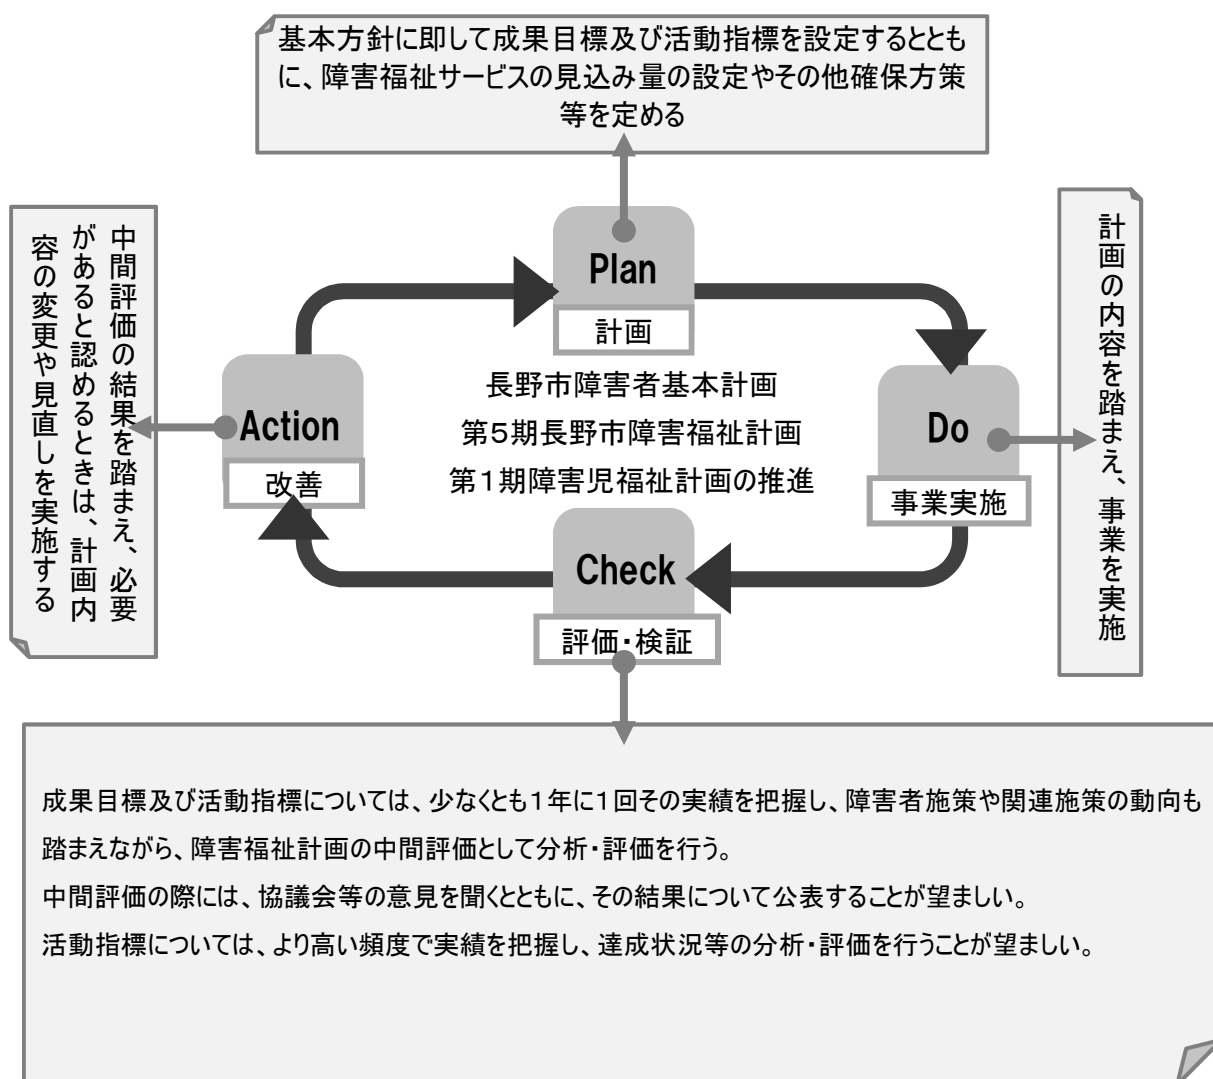 基本方針に即して成果目標及び活動指標を設定するととも
に、障害福祉サービスの見込み量の設定やその他確保方策
等を定める
Plan
計画
長野市障害者基本計画
第5期長野市障害福祉計画
第1期障害児福祉計画の推進
Do
事業実施
計画の内容を踏まえ、事業を実施
Check
評価・検証
成果目標及び活動指標については、少なくとも1年に1回その実績を把握し、障害者施策や関連施策の動向も
踏まえながら、障害福祉計画の中間評価として分析・評価を行う。
中間評価の際には、協議会等の意見を聞くとともに、その結果について公表することが望ましい。
活動指標については、より高い頻度で実績を把握し、達成状況等の分析・評価を行うことが望ましい。
Action
改善
中間評価の結果を踏まえ、必要
があると認めるときは、計画内
容の変更や見直しを実施する